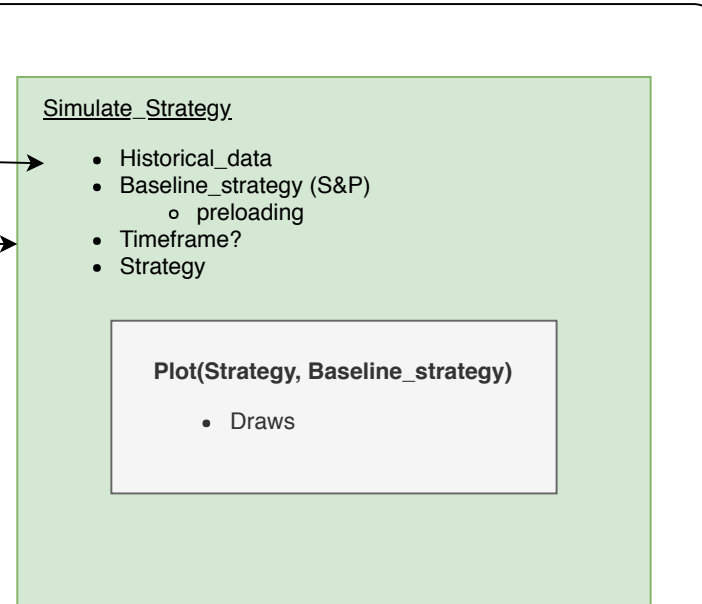 Simulate_Strategy
Historical_data
Baseline_strategy (S&P)
preloading
Timeframe?
Strategy
Plot(Strategy, Baseline_strategy)
Draws